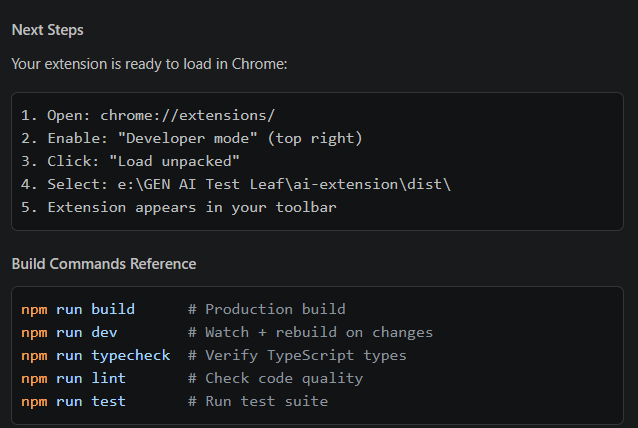 Next Steps
Your extension is ready to load in Chrome:
1. Open: chrome://extensions/
2. Enable: "Developer mode" (top right)
3. Click: "Load unpacked"
4. Select: e:\GEN AI Test Leaf\ai-extension\dist\
5. Extension appears in your toolbar
Build Commands Reference
npm run build      # Production build
npm run dev        # Watch + rebuild on changes
npm run typecheck  # Verify TypeScript types
npm run lint       # Check code quality
npm run test       # Run test suite